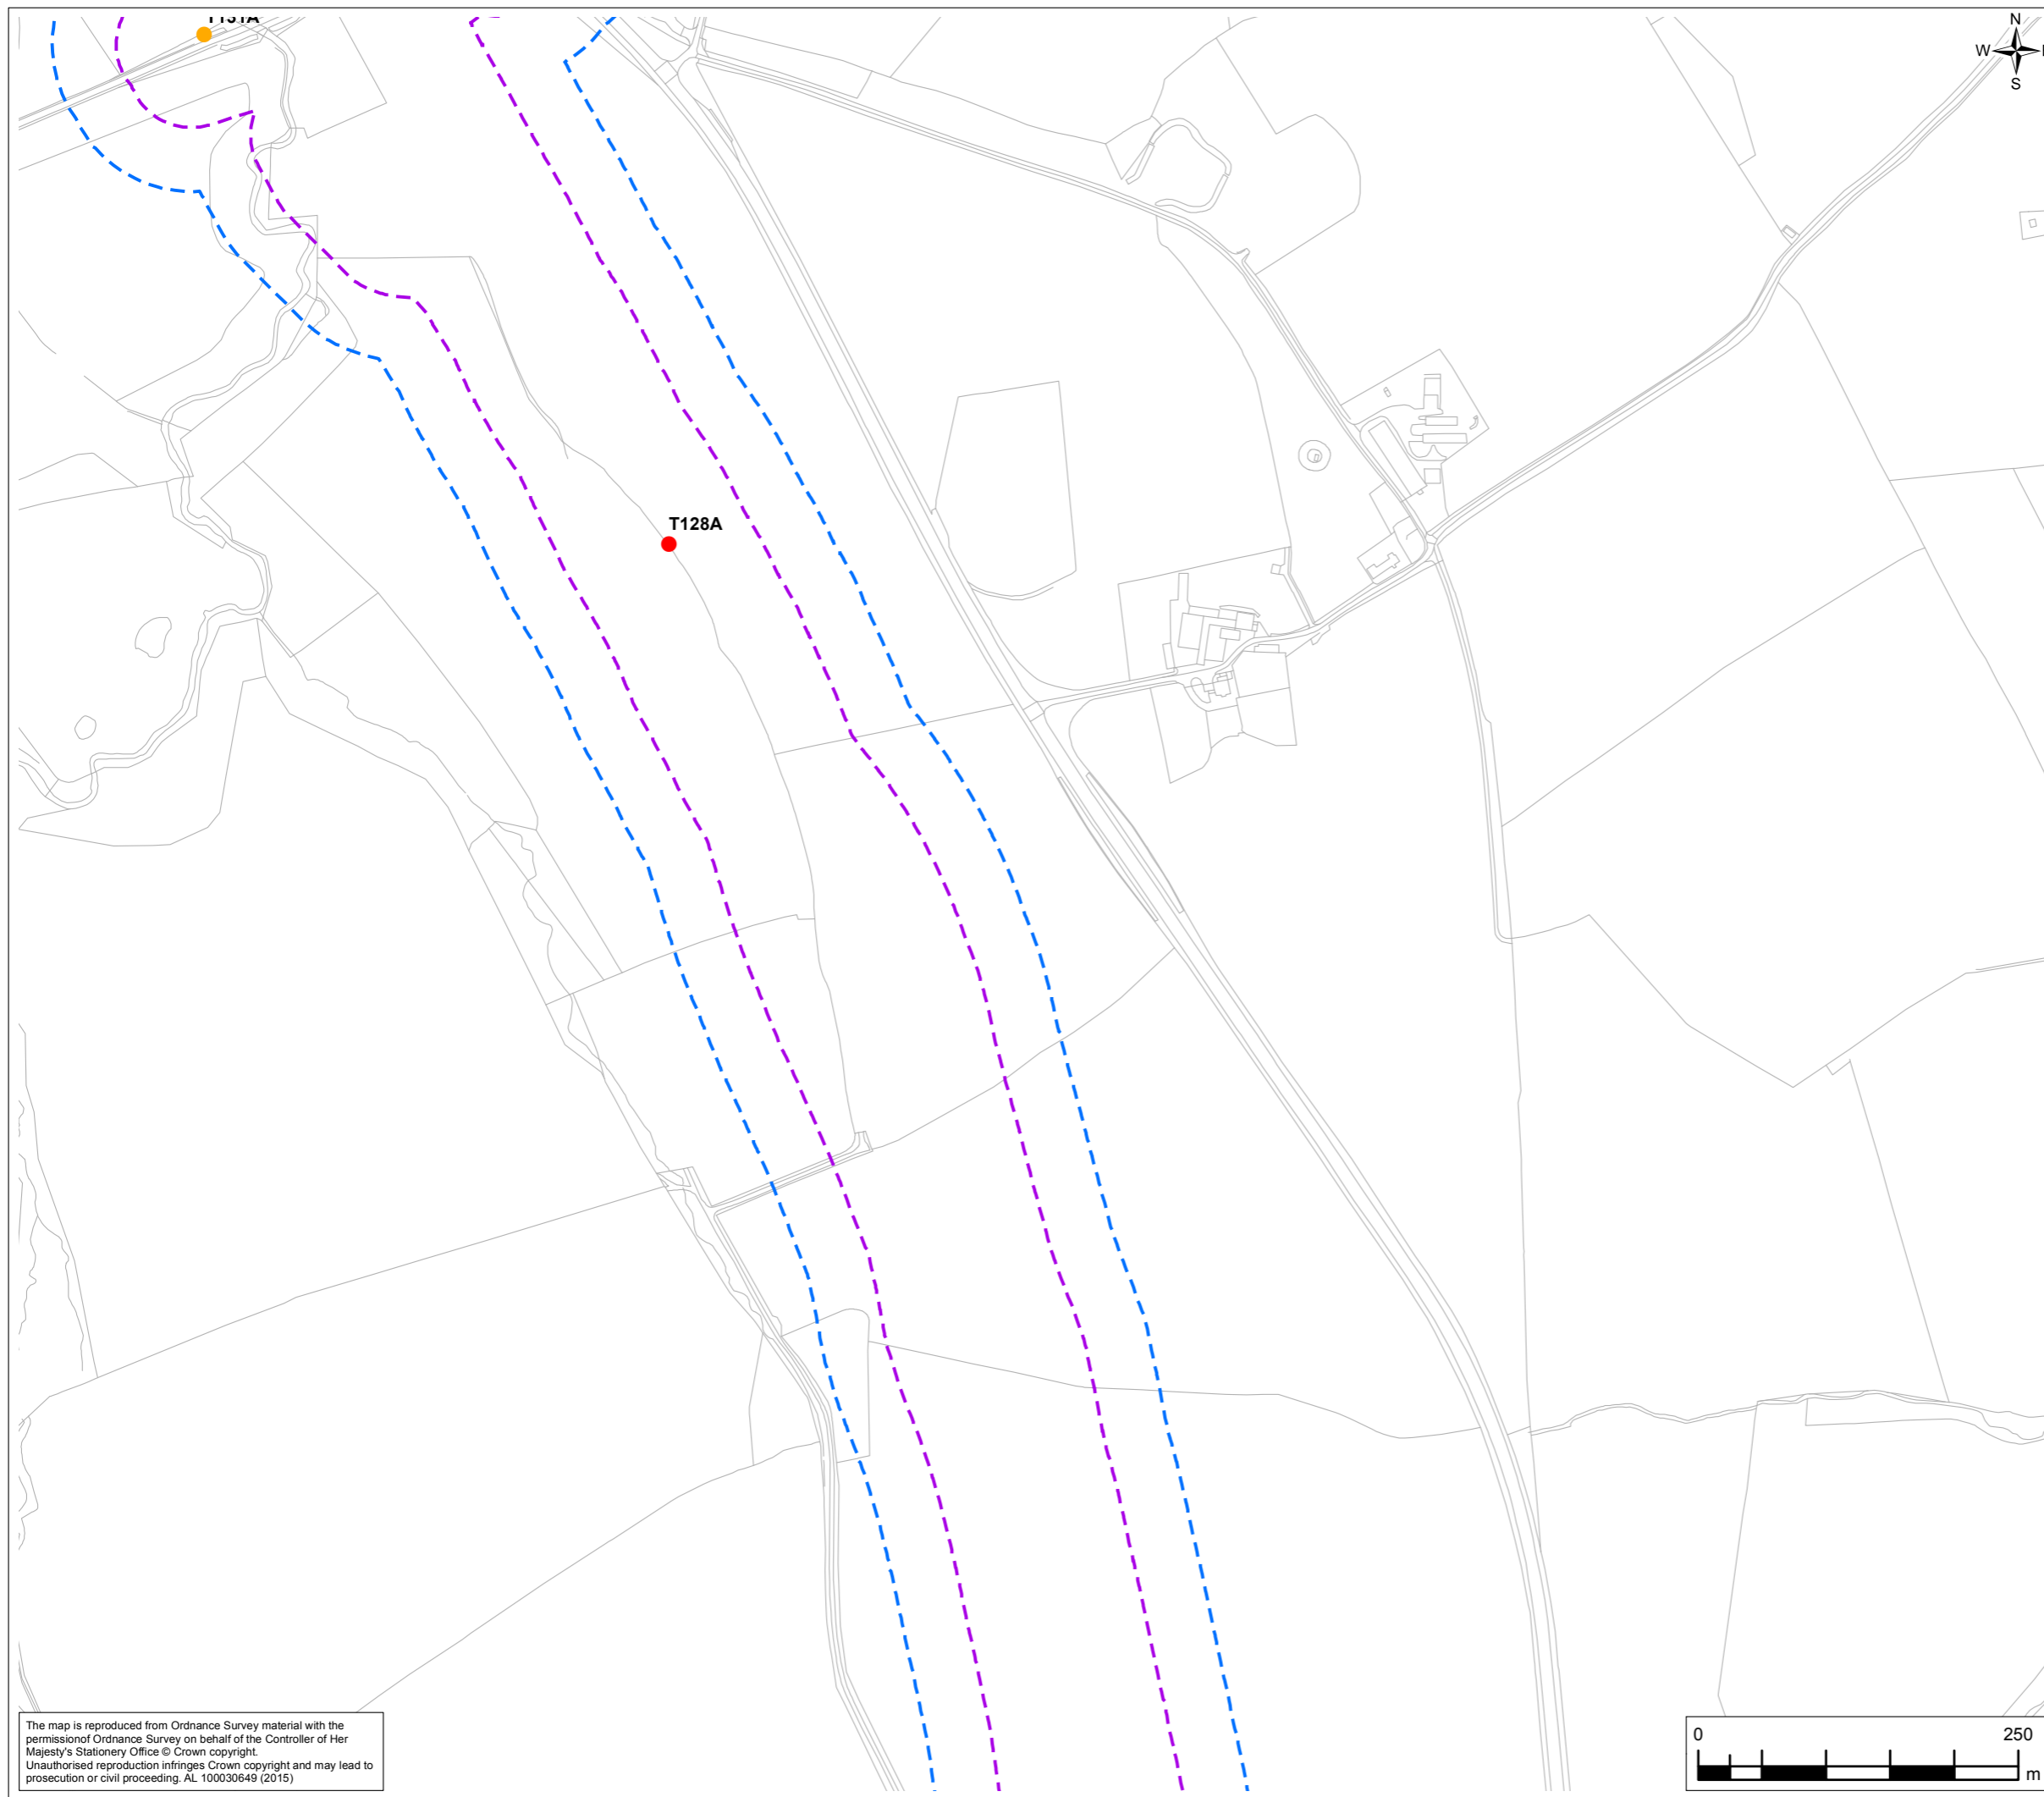 T131A
N
W
S
T128A
The map is reproduced from Ordnance Survey material with the
permissionof Ordnance Survey on behalf of the Controller of Her
Majesty's Stationery Office © Crown copyright.
Unauthorised reproduction infringes Crown copyright and may lead to
prosecution or civil proceeding. AL 100030649 (2015)
0 250
m